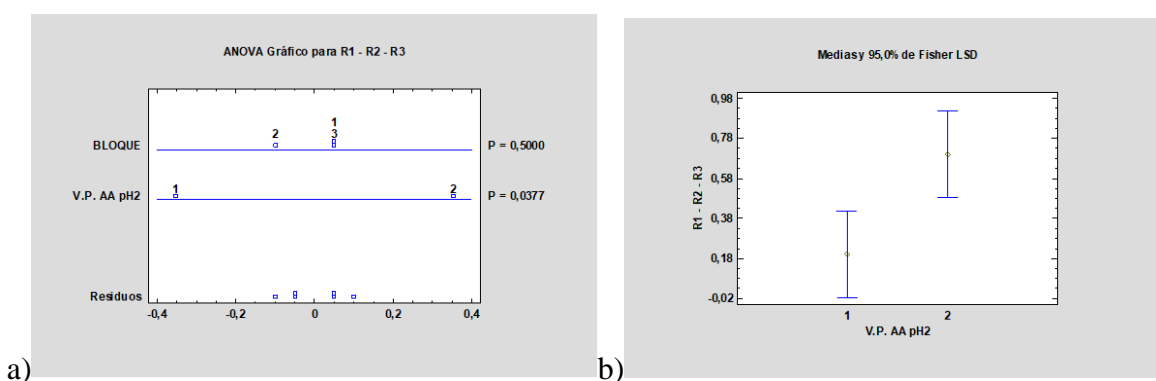 ANOVA Gráfico para R1 - R2 - R3
1
2 3
BLOQUE P = 0,5000
1 2
V.P. AA pH2 P = 0,0377
Residuos
-0,4 -0,2 0 0,2 0,4
a)
Mediasy 95,0% de Fisher LSD
0,98
0,78
0,58
0,38
0,18
-0,02
R1 - R2 - R3
1 2
V.P. AA pH2
b)